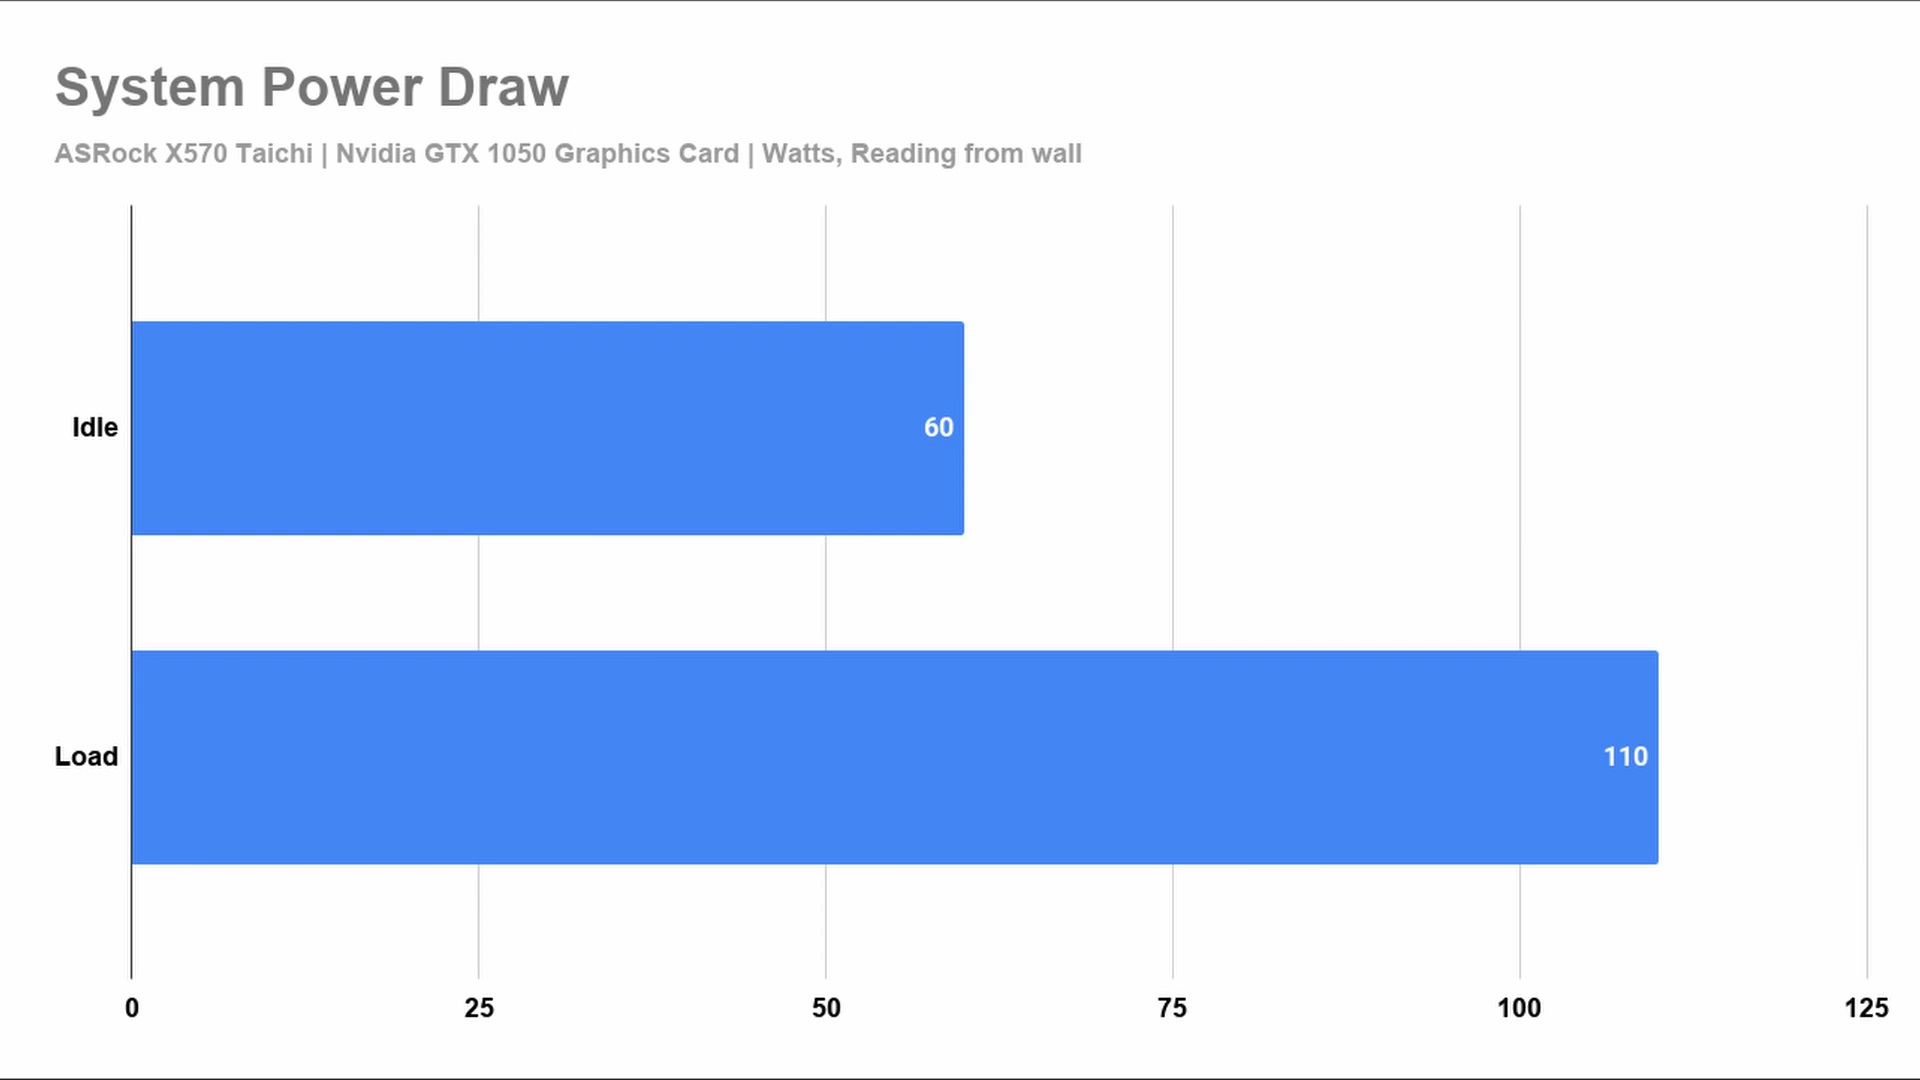 System Power Draw
ASRock X570 Taichi | Nvidia GTX 1050 Graphics Card | Watts, Reading from wall
Idle
60
Load
110
0 25 50 75 100 125